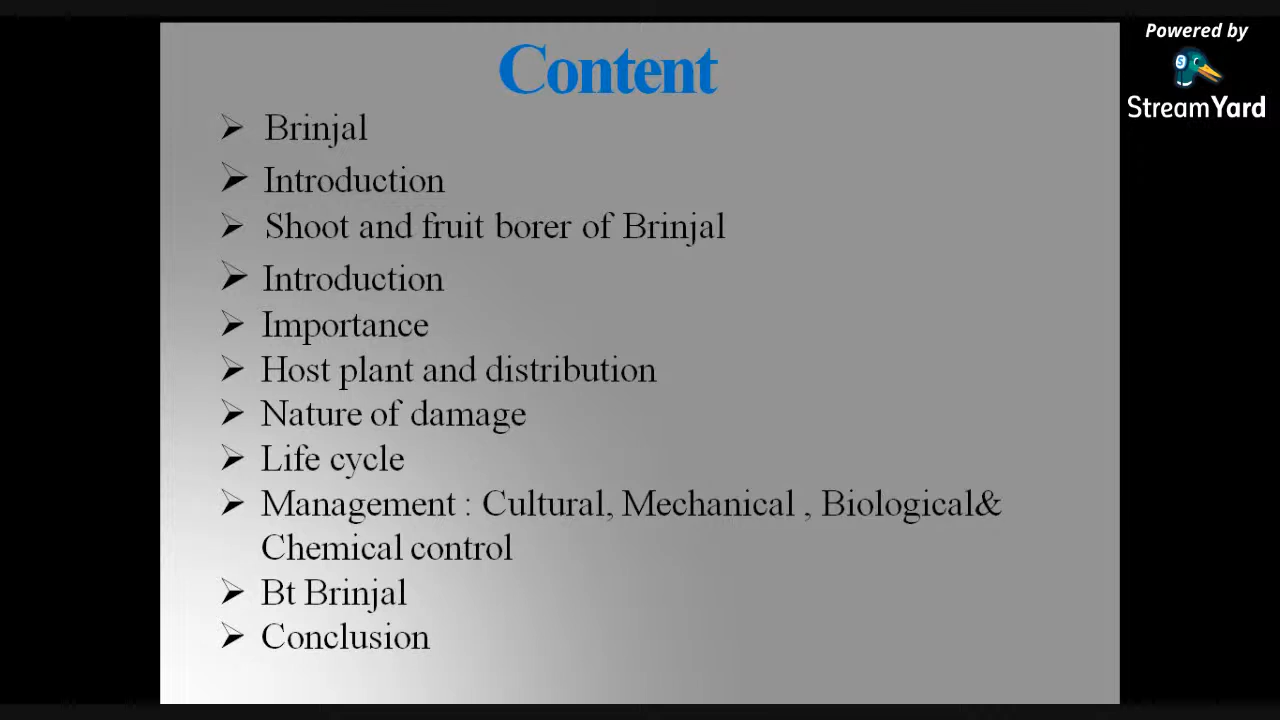 Content
Powered by
StreamYard
➢ Brinjal
➢ Introduction
➢ Shoot and fruit borer of Brinjal
➢ Introduction
➢ Importance
➢ Host plant and distribution
➢ Nature of damage
➢ Life cycle
➢ Management : Cultural, Mechanical , Biological&
Chemical control
➢ Bt Brinjal
➢ Conclusion